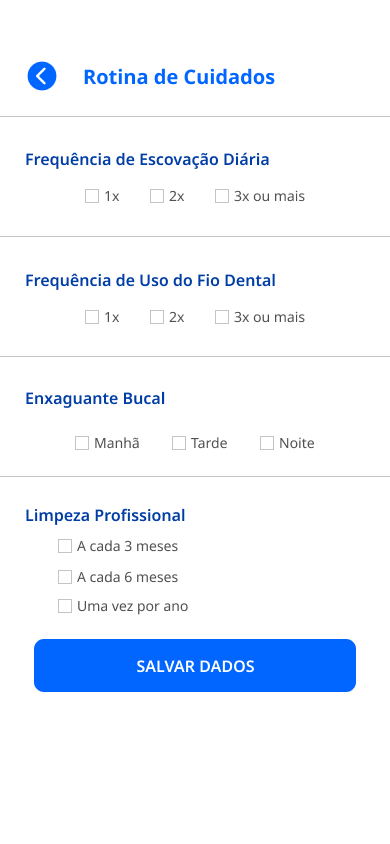 Rotina de Cuidados
Frequência de Escovação Diária
1x 2x 3x ou mais
Frequência de Uso do Fio Dental
1x 2x 3x ou mais
Enxaguante Bucal
Manhã Tarde Noite
Limpeza Profissional
A cada 3 meses
A cada 6 meses
Uma vez por ano
SALVAR DADOS